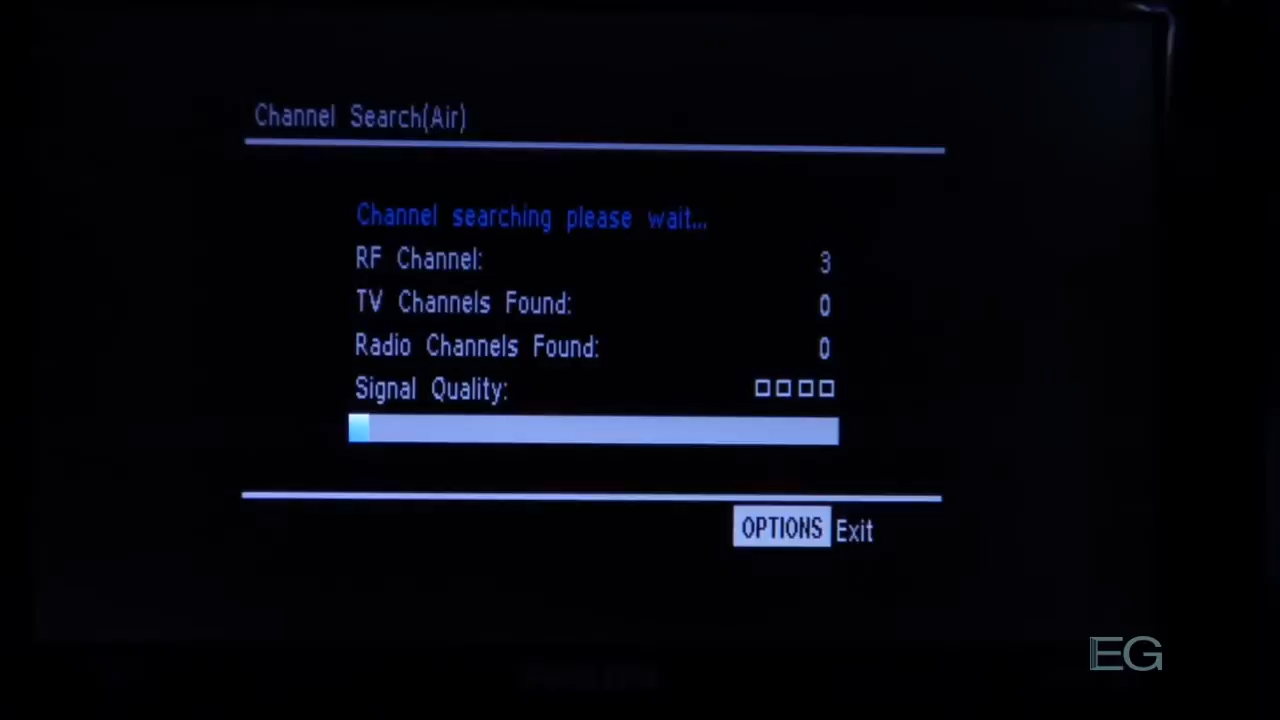 Channel Search(Air)
Channel searching please wait...
RF Channel: 3
TV Channels Found: 0
Radio Channels Found: 0
Signal Quality:
OPTIONS Exit
EG